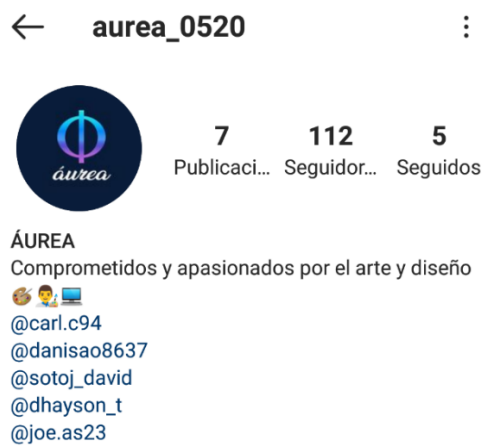 aurea_0520
áurea
7 112 5
Publicaci... Seguidor... Seguidos
ÁUREA
Comprometidos y apasionados por el arte y diseño
🎨👨‍🎨💻
@carl.c94
@danisao8637
@sotoj_david
@dhayson_t
@joe.as23